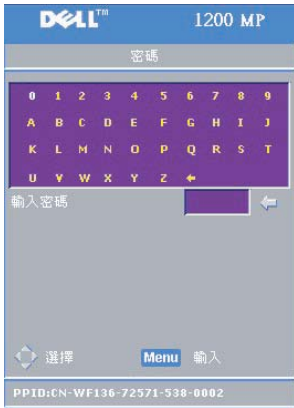 DELL™ 1200 MP
密碼
0 1 2 3 4 5 6 7 8 9
A B C D E F G H I J
K L M N O P Q R S T
U V W X Y Z ←
輸入密碼
選擇 Menu 輸入
PPID:CN-WF136-72571-538-0002